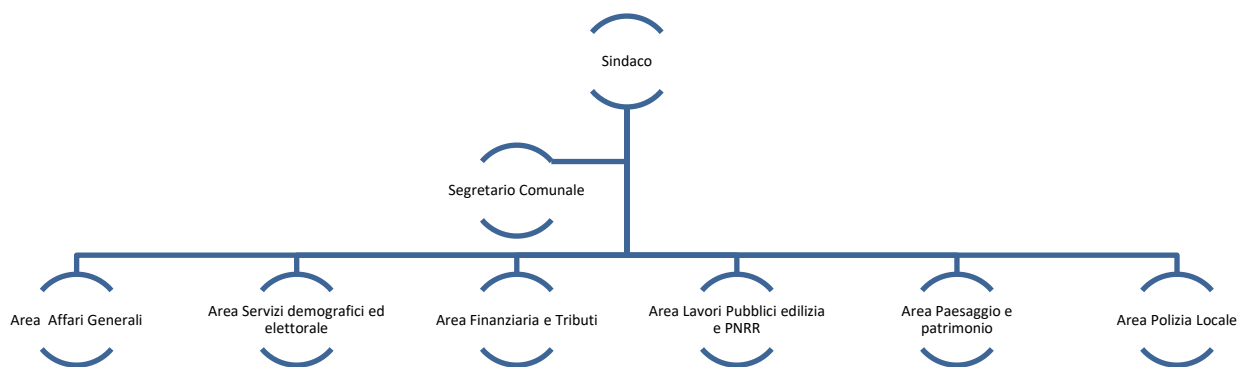 Sindaco
Segretario Comunale
Area Affari Generali
Area Servizi demografici ed
elettorale
Area Finanziaria e Tributi
Area Lavori Pubblici edilizia
e PNRR
Area Paesaggio e
patrimonio
Area Polizia Locale